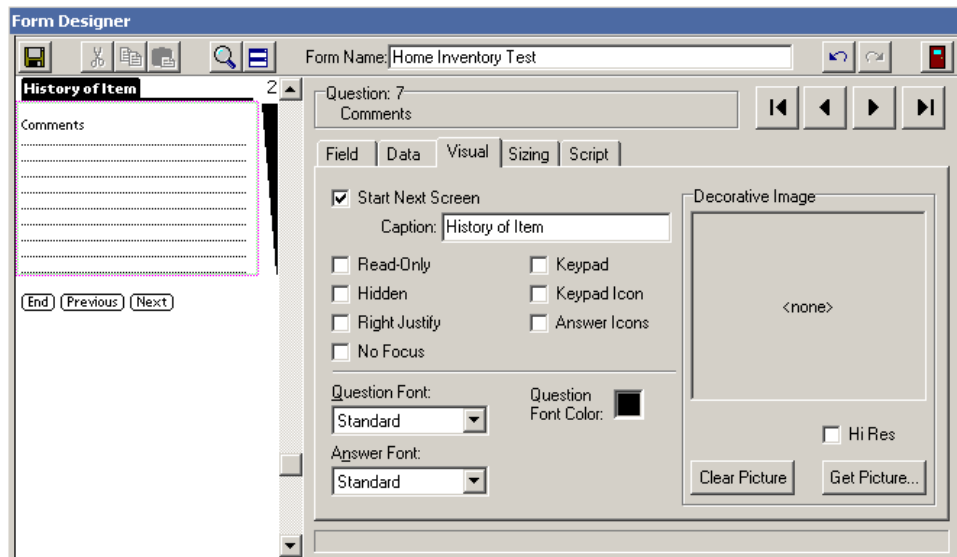 Form Designer
Form Name: Home Inventory Test
History of Item 2
Comments
End Previous Next
Question: 7
Comments
Field Data Visual Sizing Script
Start Next Screen
Caption: History of Item
Read-Only Keypad
Hidden Keypad Icon
Right Justify Answer Icons
No Focus
Question Font:
Standard
Question
Font Color:
Answer Font:
Standard
Decorative Image
<none>
Hi Res
Clear Picture Get Picture...